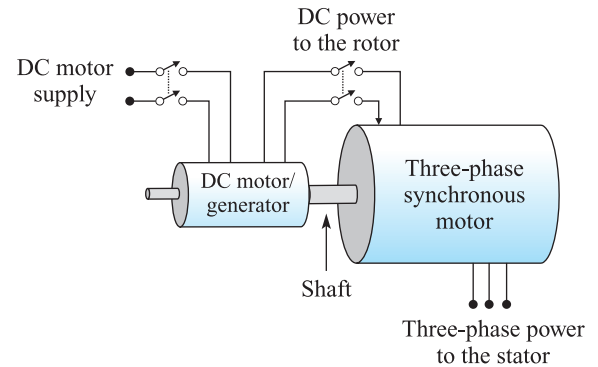 DC power
to the rotor
DC motor
supply
DC motor/
generator
Three-phase
synchronous
motor
Shaft
Three-phase power
to the stator